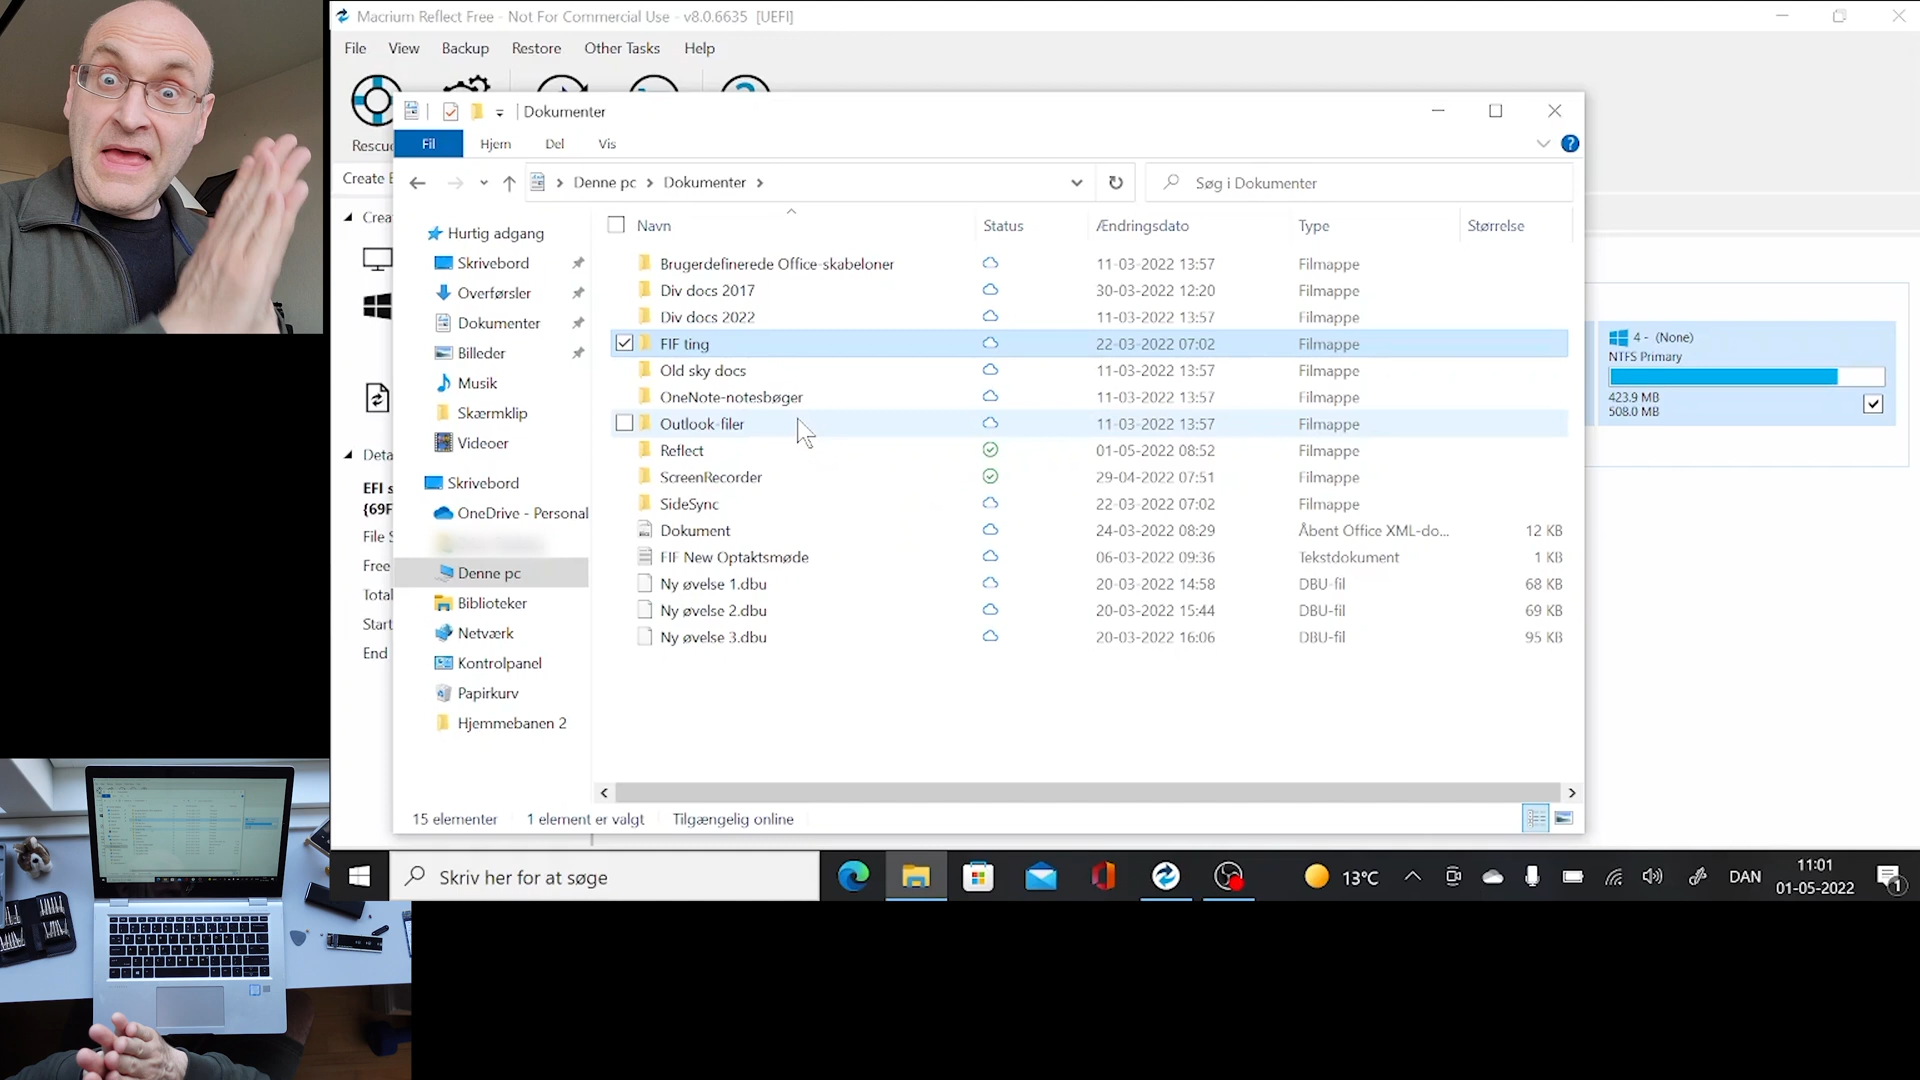 Macrium Reflect Free - Not For Commercial Use - v8.0.6635 [UEFI]
File View Backup Restore Other Tasks Help
Dokumenter
Rescu
Fil Hjem Del Vis
Create
Denne pc > Dokumenter >
Søg i Dokumenter
Crea
Navn Status Ændringsdato Type Størrelse
Hurtig adgang
Skrivebord
Overførsler
Dokumenter
Billeder
Musik
Skærmklip
Videoer
Skrivebord
OneDrive - Personal
Denne pc
Biblioteker
Netværk
Kontrolpanel
Papirkurv
Hjemmebanen 2
Brugerdefinerede Office-skabeloner 11-03-2022 13:57 Filmappe
Div docs 2017 30-03-2022 12:20 Filmappe
Div docs 2022 11-03-2022 13:57 Filmappe
FIF ting 22-03-2022 07:02 Filmappe
Old sky docs 11-03-2022 13:57 Filmappe
OneNote-notesbøger 11-03-2022 13:57 Filmappe
Outlook-filer 11-03-2022 13:57 Filmappe
Reflect 01-05-2022 08:52 Filmappe
ScreenRecorder 29-04-2022 07:51 Filmappe
SideSync 22-03-2022 07:02 Filmappe
Dokument 24-03-2022 08:29 Åbent Office XML-do... 12 KB
FIF New Optaktsmøde 06-03-2022 09:36 Tekstdokument 1 KB
Ny øvelse 1.dbu 20-03-2022 14:58 DBU-fil 68 KB
Ny øvelse 2.dbu 20-03-2022 15:44 DBU-fil 69 KB
Ny øvelse 3.dbu 20-03-2022 16:06 DBU-fil 95 KB
4 - (None)
NTFS Primary
423.9 MB
508.0 MB
Deta
EFI s
{69F
File S
Free
Total
Start
End
15 elementer 1 element er valgt Tilgængelig online
Skriv her for at søge
13°C
DAN
11:01
01-05-2022
1